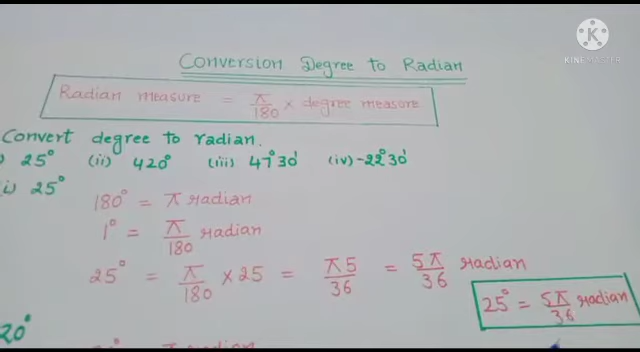 KINEMASTER
Conversion Degree to Radian
Radian measure = π/180 × degree measure
Convert degree to radian.
) 25° (ii) 420° (iii) 47°30' (iv) -22°30'
i) 25°
180° = π radian
1° = π/180 radian
25° = π/180 × 25 = π5/36 = 5π/36 radian
25° = 5π/36 radian
20°